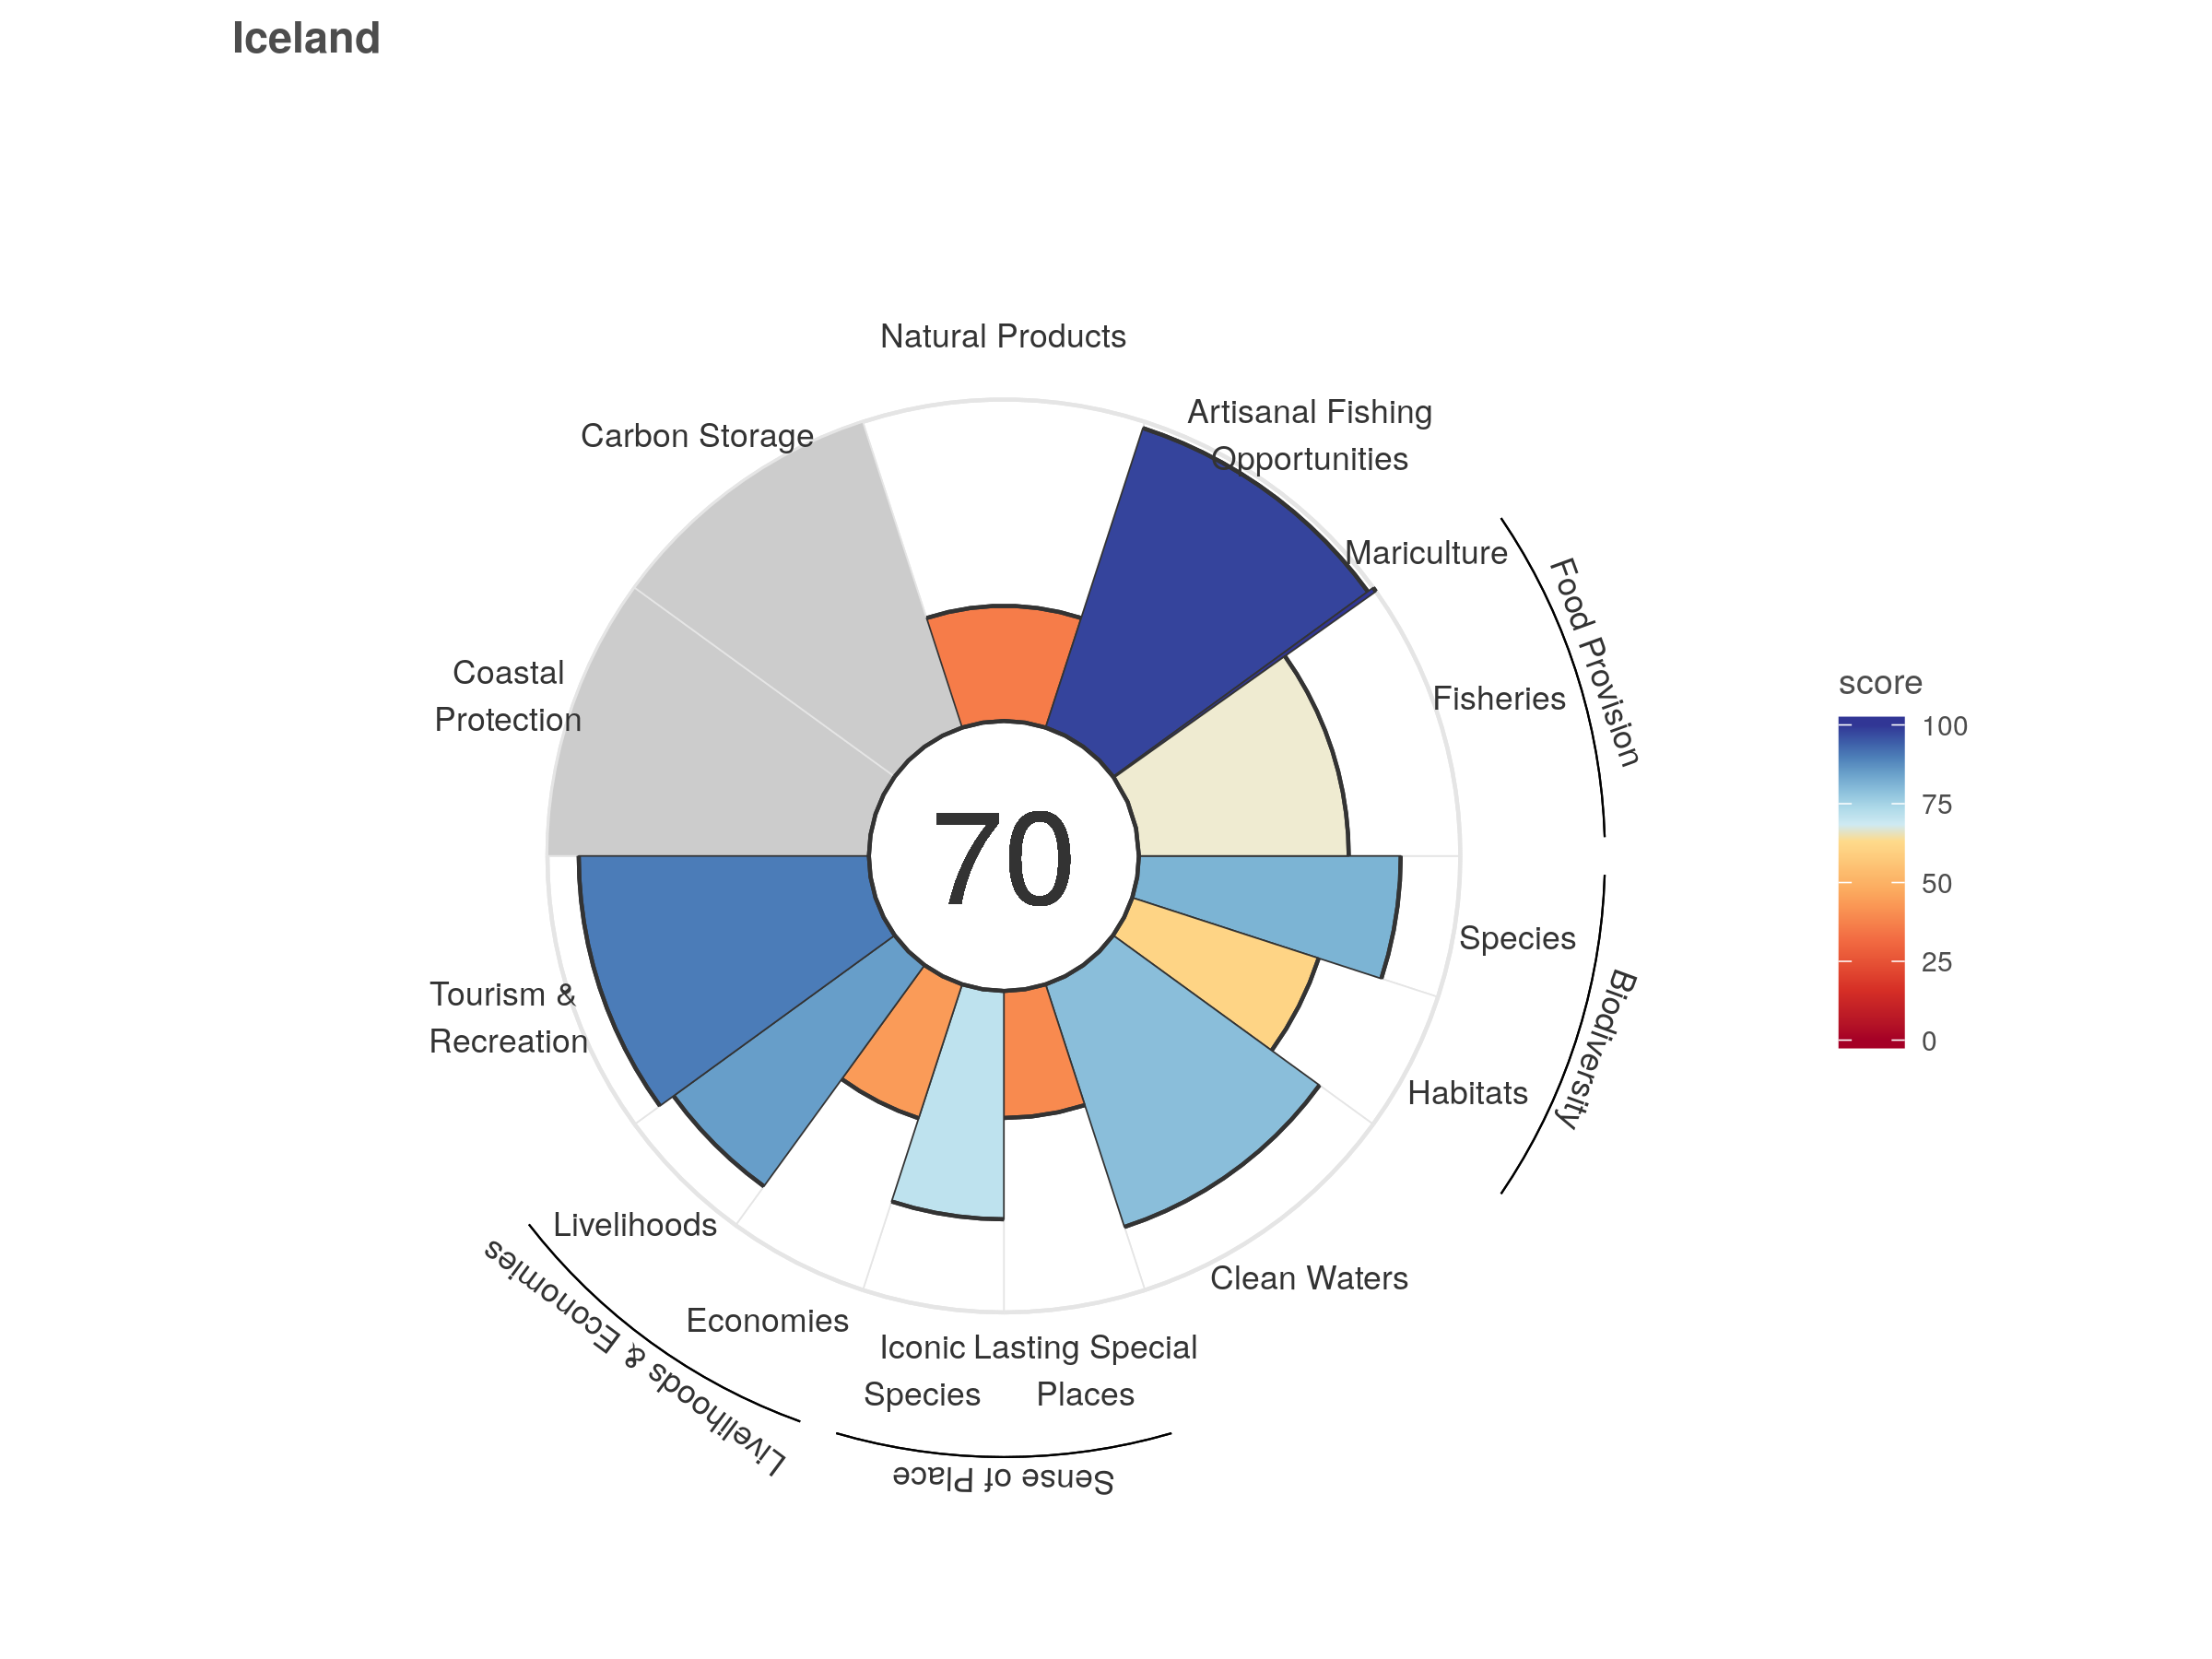 Iceland
Natural Products
Artisanal Fishing
Opportunities
Carbon Storage
Mariculture
Food Provision
Fisheries
Coastal
Protection
score
100
75
50
25
0
70
Species
Biodiversity
Habitats
Tourism &
Recreation
Livelihoods
Clean Waters
Economies
Iconic
Species
Lasting Special
Places
Livelihoods & Economies
Sense of Place